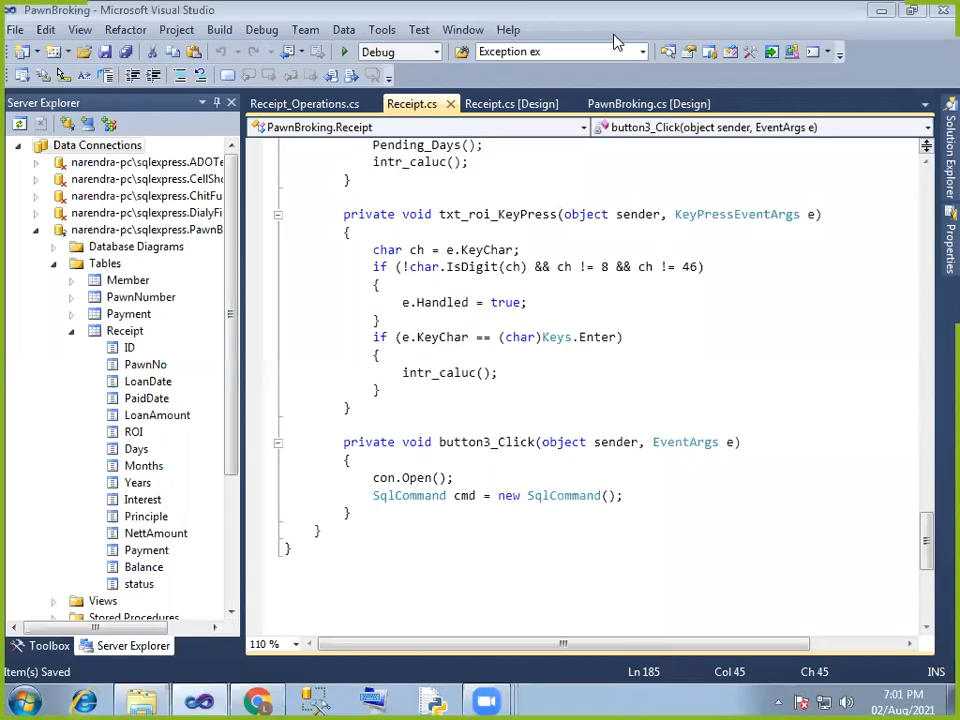 PawnBroking - Microsoft Visual Studio
File Edit View Refactor Project Build Debug Team Data Tools Test Window Help
Debug Exception ex
Server Explorer
Receipt_Operations.cs Receipt.cs Receipt.cs [Design] PawnBroking.cs [Design]
PawnBroking.Receipt button3_Click(object sender, EventArgs e)
Data Connections
narendra-pc\sqlexpress.ADOTe
narendra-pc\sqlexpress.CellSho
narendra-pc\sqlexpress.ChitFu
narendra-pc\sqlexpress.DialyFi
narendra-pc\sqlexpress.PawnB
Database Diagrams
Tables
Member
PawnNumber
Payment
Receipt
ID
PawnNo
LoanDate
PaidDate
LoanAmount
ROI
Days
Months
Years
Interest
Principle
NettAmount
Payment
Balance
status
Views
Stored Procedures
Toolbox Server Explorer
Pending_Days();
intr_caluc();
}
private void txt_roi_KeyPress(object sender, KeyPressEventArgs e)
{
char ch = e.KeyChar;
if (!char.IsDigit(ch) && ch != 8 && ch != 46)
{
e.Handled = true;
}
if (e.KeyChar == (char)Keys.Enter)
{
intr_caluc();
}
}
private void button3_Click(object sender, EventArgs e)
{
con.Open();
SqlCommand cmd = new SqlCommand();
}
}
}
110 %
Solution Explorer
Properties
Item(s) Saved Ln 185 Col 45 Ch 45 INS
7:01 PM
02/Aug/2021